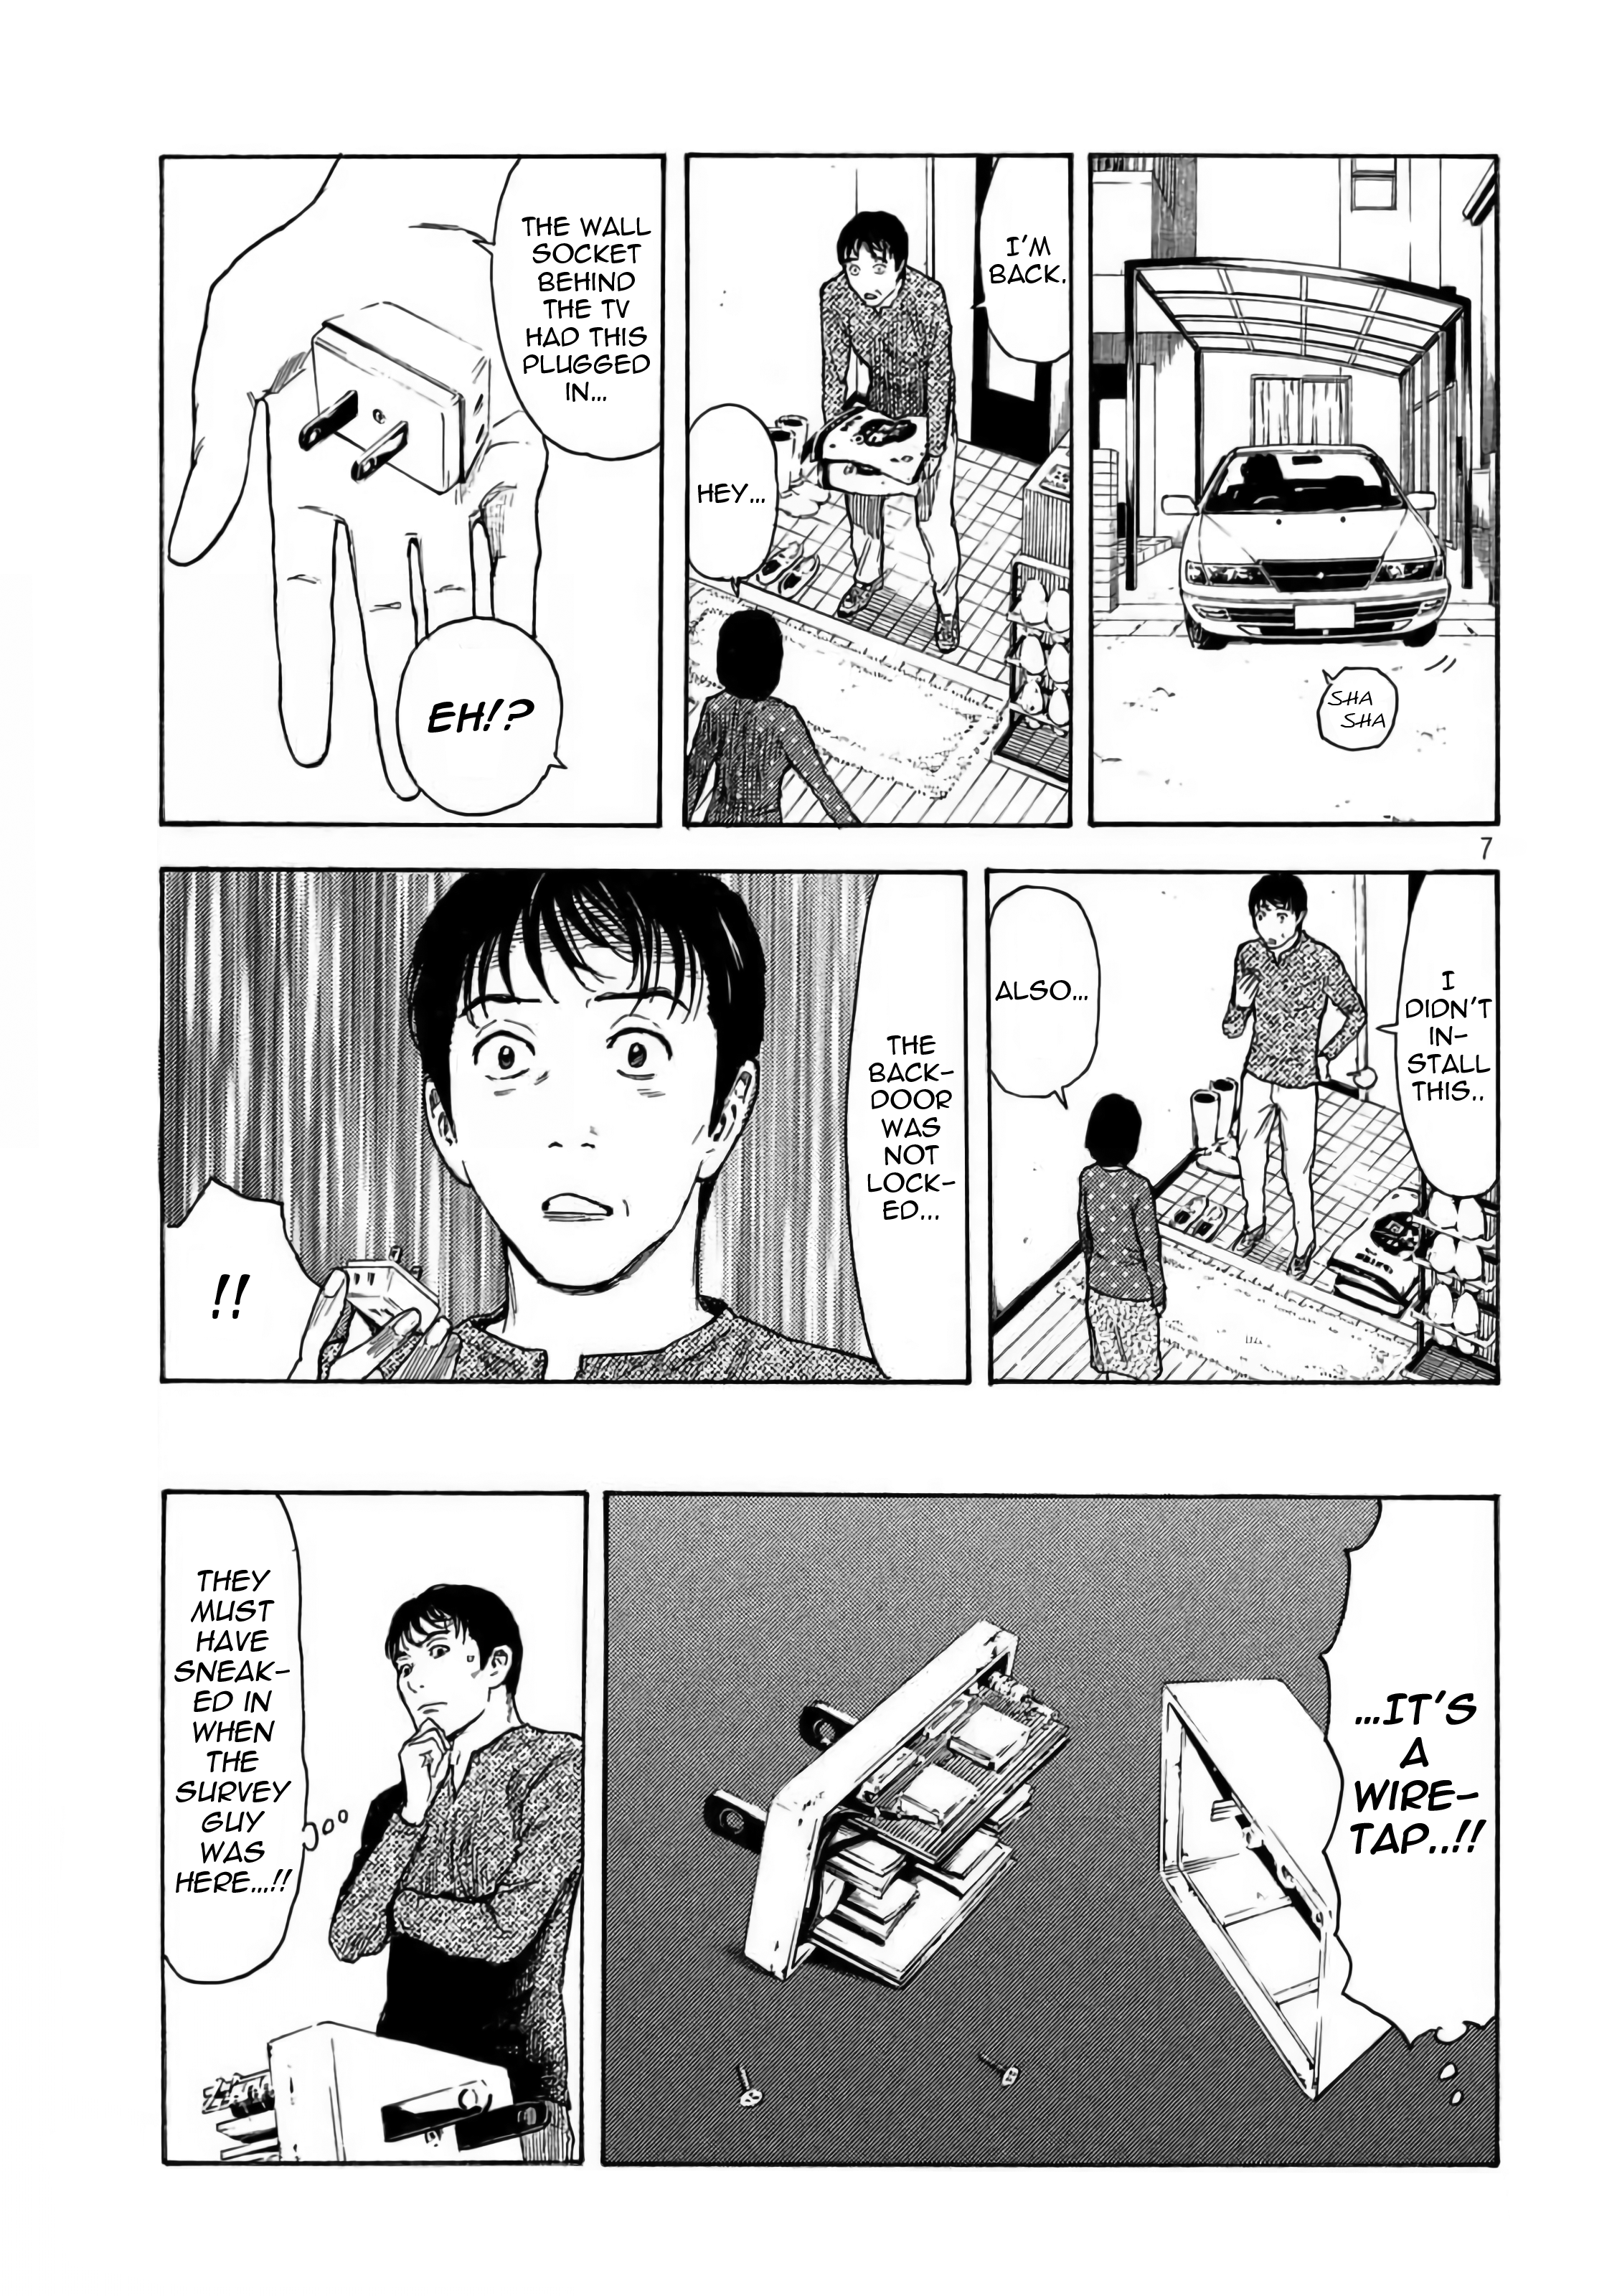 SHA
SHA
I'M
BACK.
HEY...
THE WALL
SOCKET
BEHIND
THE TV
HAD THIS
PLUGGED
IN...
EH!?
7
I
DIDN'T
IN-
STALL
THIS..
ALSO...
THE
BACK-
DOOR
WAS
NOT
LOCK-
ED...
!!
...IT'S
A
WIRE-
TAP..!!
THEY
MUST
HAVE
SNEAK-
ED IN
WHEN
THE
SURVEY
GUY
WAS
HERE...!!